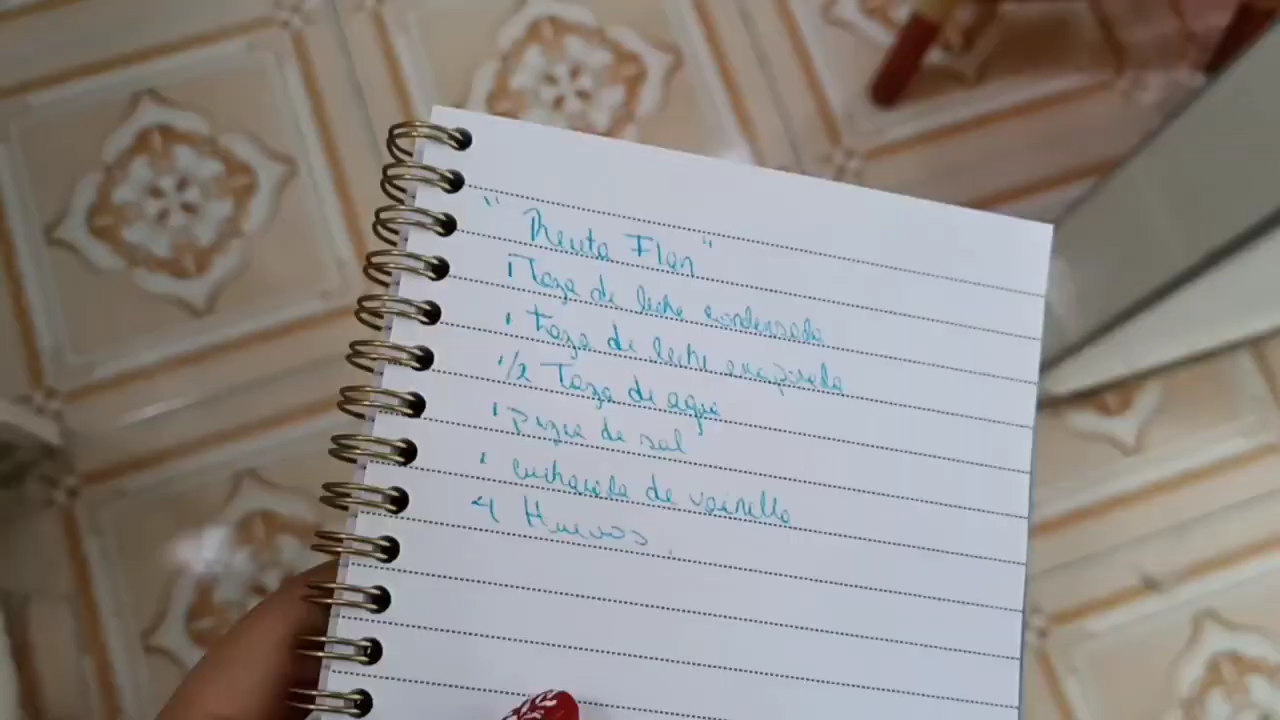 " Receta Flan "
1 Taza de leche condensada
1 Taza de leche evaporada
1/2 Taza de agua
1 Pizca de sal
1 cucharada de vainilla
4 Huevos.